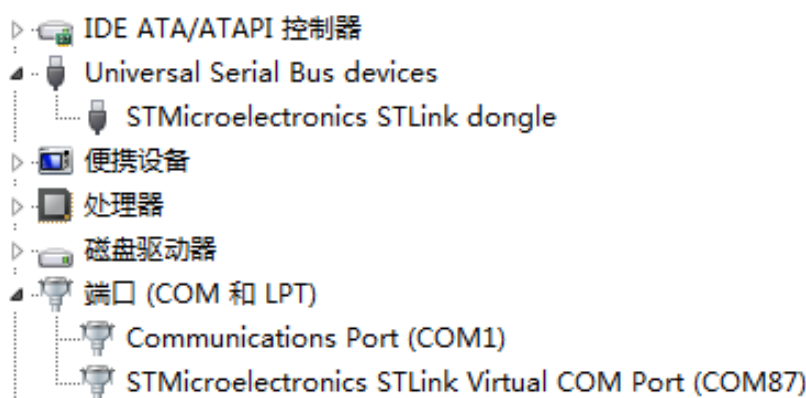 IDE ATA/ATAPI 控制器
Universal Serial Bus devices
STMicroelectronics STLink dongle
便携设备
处理器
磁盘驱动器
端口 (COM 和 LPT)
Communications Port (COM1)
STMicroelectronics STLink Virtual COM Port (COM87)